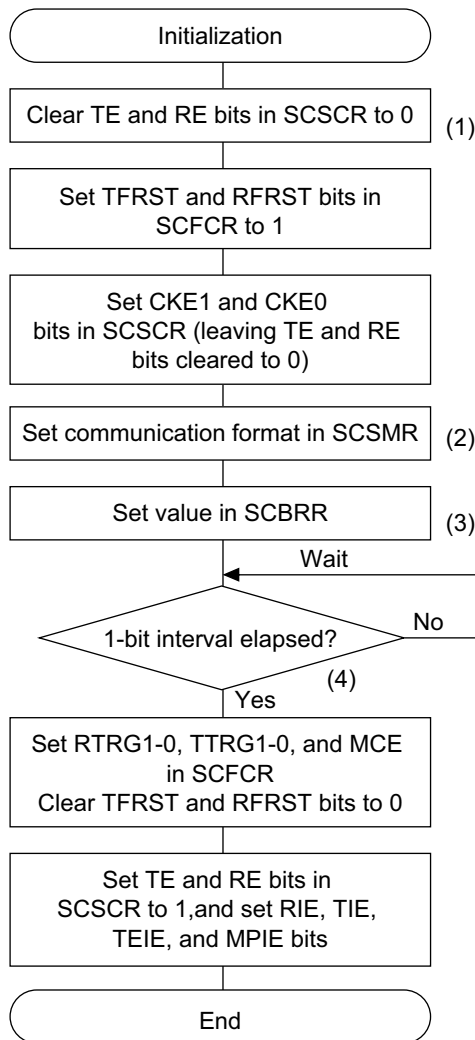 Initialization
Clear TE and RE bits in SCSCR to 0
(1)
Set TFRST and RFRST bits in
SCFCR to 1
Set CKE1 and CKE0
bits in SCSCR (leaving TE and RE
bits cleared to 0)
Set communication format in SCSMR
(2)
Set value in SCBRR
(3)
Wait
1-bit interval elapsed?
No
(4)
Yes
Set RTRG1-0, TTRG1-0, and MCE
in SCFCR
Clear TFRST and RFRST bits to 0
Set TE and RE bits in
SCSCR to 1,and set RIE, TIE,
TEIE, and MPIE bits
End